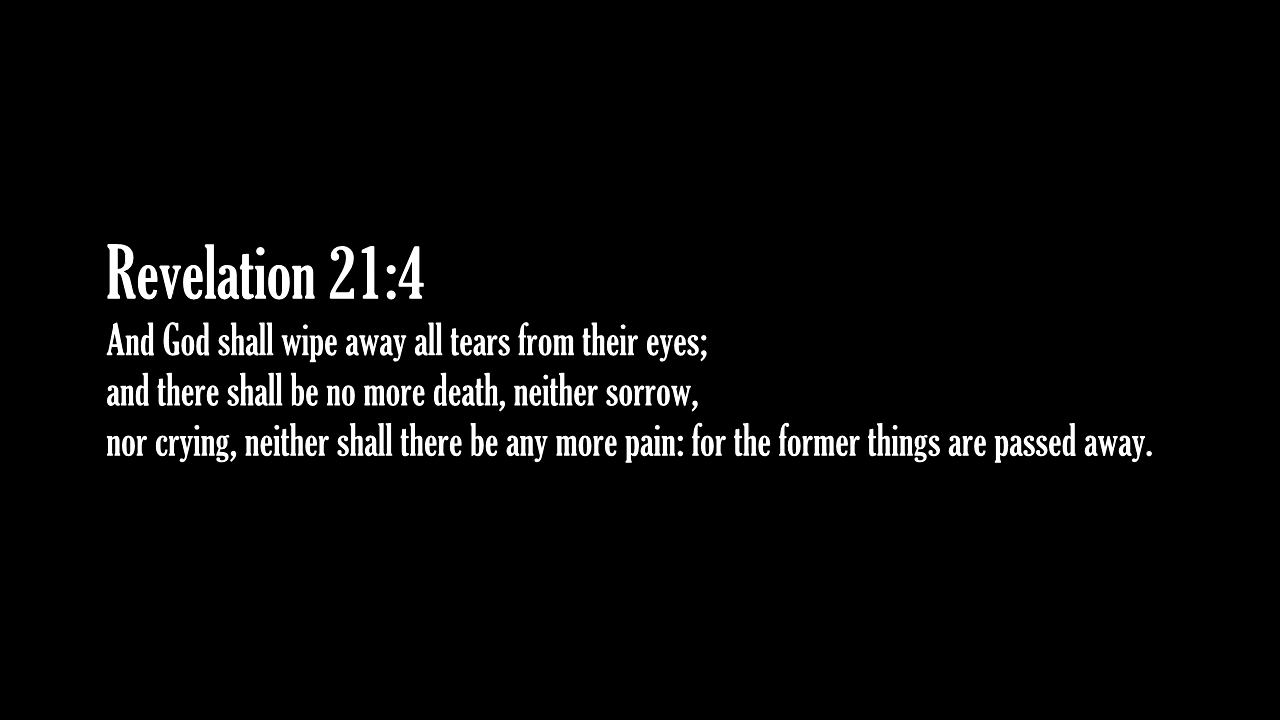 Revelation 21:4
And God shall wipe away all tears from their eyes;
and there shall be no more death, neither sorrow,
nor crying, neither shall there be any more pain: for the former things are passed away.